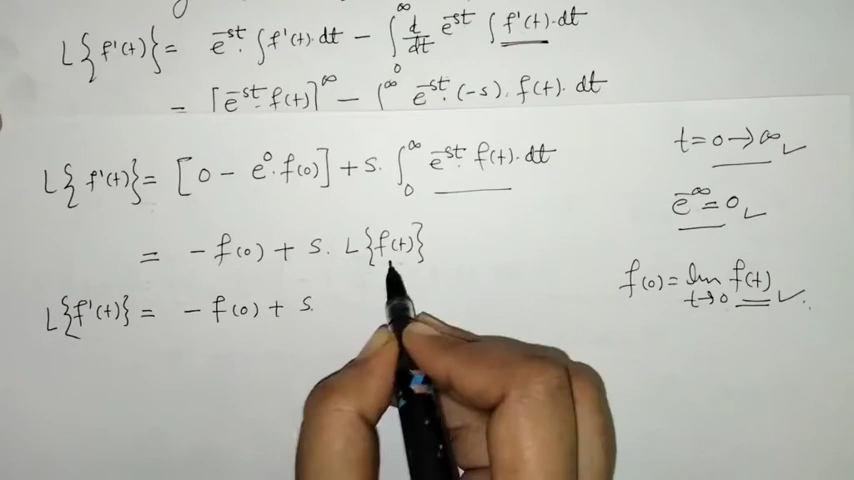 L{f'(t)} = e^-st. ∫f'(t).dt - ∫₀^∞ d/dt e^-st ∫f'(t).dt
= [e^-st. f(t)]^∞ - ∫^∞ e^-st. (-s). f(t). dt
L{f'(t)} = [0 - e^0. f(0)] + s. ∫₀^∞ e^-st. f(t). dt
= -f(0) + s. L{f(t)}
L{f'(t)} = -f(0) + s.
t = 0 → ∞ ✓
e^-∞ = 0 ✓
f(0) = lim t→0 f(t) ✓